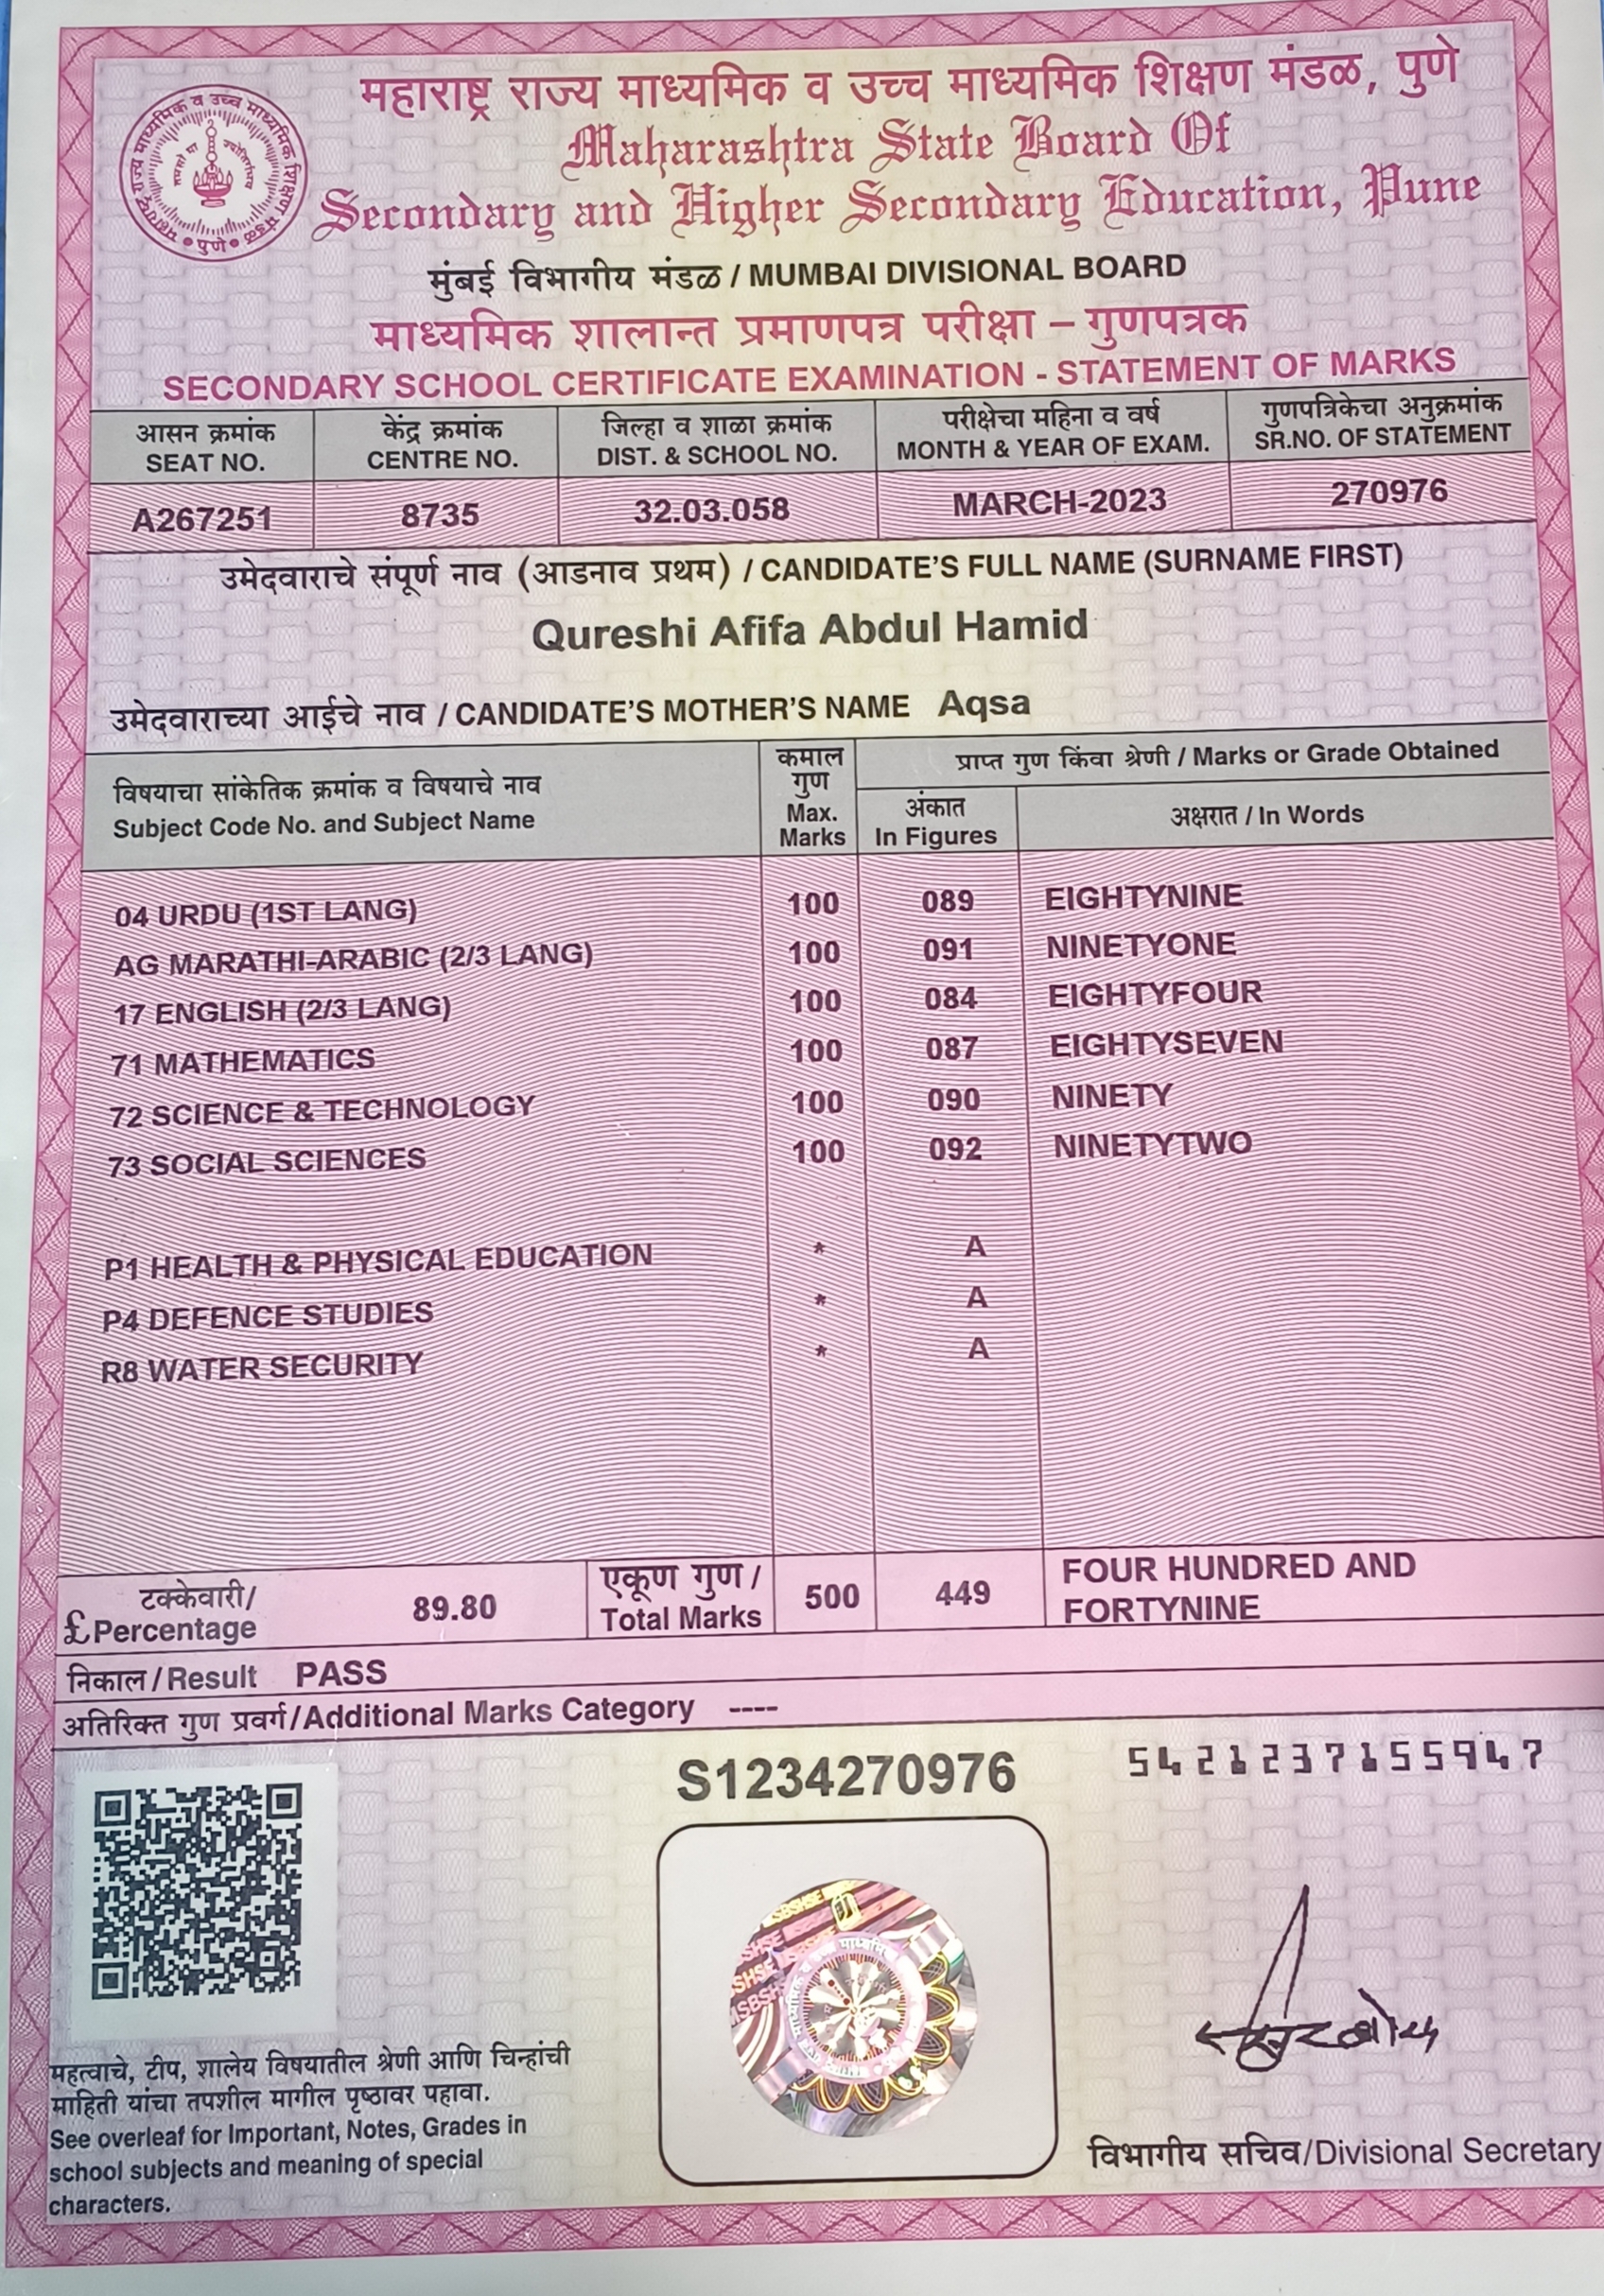 महाराष्ट्र राज्य माध्यमिक व उच्च माध्यमिक शिक्षण मंडळ, पुणे
Maharashtra State Board Of
Secondary and Higher Secondary Education, Pune
मुंबई विभागीय मंडळ / MUMBAI DIVISIONAL BOARD
माध्यमिक शालान्त प्रमाणपत्र परीक्षा – गुणपत्रक
SECONDARY SCHOOL CERTIFICATE EXAMINATION - STATEMENT OF MARKS
आसन क्रमांक केंद्र क्रमांक जिल्हा व शाळा क्रमांक परीक्षेचा महिना व वर्ष गुणपत्रिकेचा अनुक्रमांक
SEAT NO. CENTRE NO. DIST. & SCHOOL NO. MONTH & YEAR OF EXAM. SR.NO. OF STATEMENT
A267251 8735 32.03.058 MARCH-2023 270976
उमेदवाराचे संपूर्ण नाव (आडनाव प्रथम) / CANDIDATE'S FULL NAME (SURNAME FIRST)
Qureshi Afifa Abdul Hamid
उमेदवाराच्या आईचे नाव / CANDIDATE'S MOTHER'S NAME Aqsa
विषयाचा सांकेतिक क्रमांक व विषयाचे नाव
Subject Code No. and Subject Name
कमाल
गुण
Max.
Marks
प्राप्त गुण किंवा श्रेणी / Marks or Grade Obtained
अंकात
In Figures
अक्षरात / In Words
04 URDU (1ST LANG) 100 089 EIGHTYNINE
AG MARATHI-ARABIC (2/3 LANG) 100 091 NINETYONE
17 ENGLISH (2/3 LANG) 100 084 EIGHTYFOUR
71 MATHEMATICS 100 087 EIGHTYSEVEN
72 SCIENCE & TECHNOLOGY 100 090 NINETY
73 SOCIAL SCIENCES 100 092 NINETYTWO
P1 HEALTH & PHYSICAL EDUCATION * A
P4 DEFENCE STUDIES * A
R8 WATER SECURITY * A
टक्केवारी/
£Percentage
89.80
एकूण गुण /
Total Marks
500 449
FOUR HUNDRED AND
FORTYNINE
निकाल/Result PASS
अतिरिक्त गुण प्रवर्ग/Additional Marks Category ----
S1234270976
5421237155947
महत्वाचे, टीप, शालेय विषयातील श्रेणी आणि चिन्हांची
माहिती यांचा तपशील मागील पृष्ठावर पहावा.
See overleaf for Important, Notes, Grades in
school subjects and meaning of special
characters.
विभागीय सचिव/Divisional Secretary